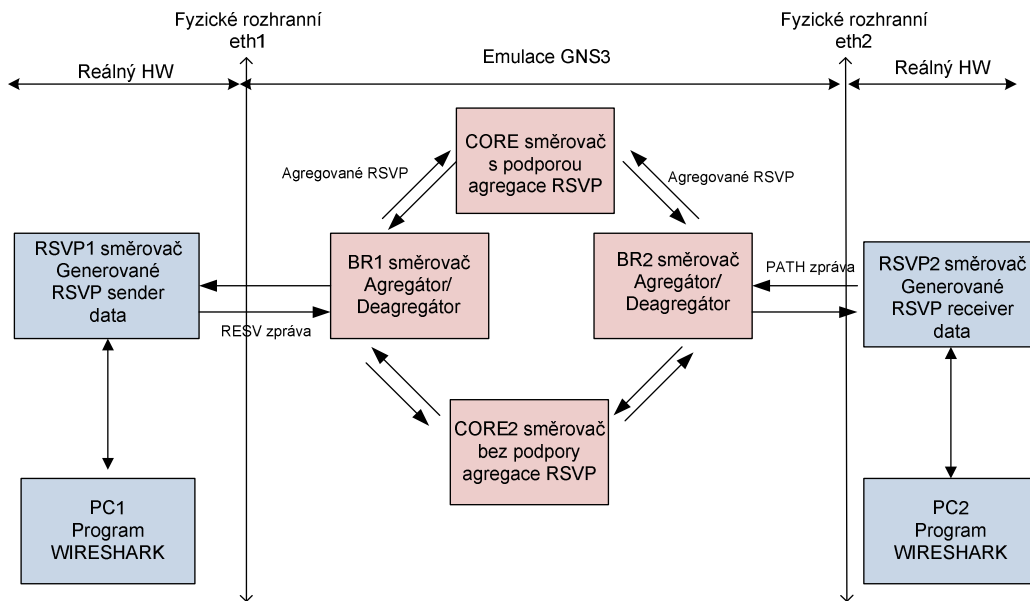 Fyzické rozhranní
eth1
Fyzické rozhranní
eth2
Reálný HW
Emulace GNS3
Reálný HW
CORE směrovač
s podporou
agregace RSVP
Agregované RSVP
Agregované RSVP
RSVP1 směrovač
Generované
RSVP sender
data
BR1 směrovač
Agregátor/
Deagregátor
BR2 směrovač
Agregátor/
Deagregátor
PATH zpráva
RSVP2 směrovač
Generované
RSVP receiver
data
RESV zpráva
CORE2 směrovač
bez podpory
agregace RSVP
PC1
Program
WIRESHARK
PC2
Program
WIRESHARK